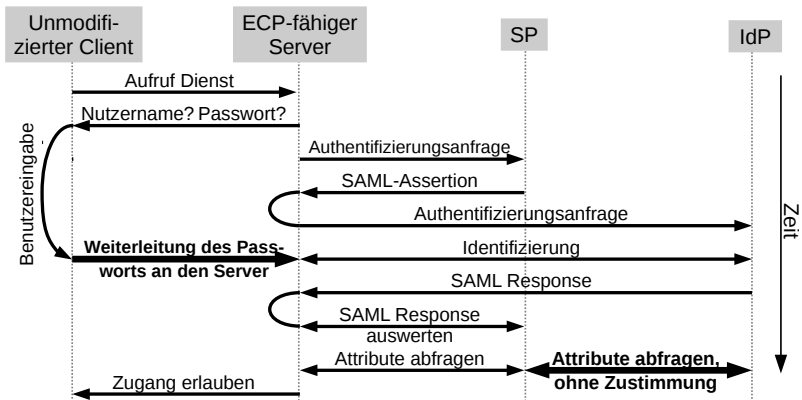 Unmodifi-
zierter Client
ECP-fähiger
Server
SP
IdP
Aufruf Dienst
Nutzername? Passwort?
Benutzereingabe
Authentifizierungsanfrage
SAML-Assertion
Authentifizierungsanfrage
Zeit
Weiterleitung des Pass-
worts an den Server
Identifizierung
SAML Response
SAML Response
auswerten
Attribute abfragen
Attribute abfragen,
ohne Zustimmung
Zugang erlauben